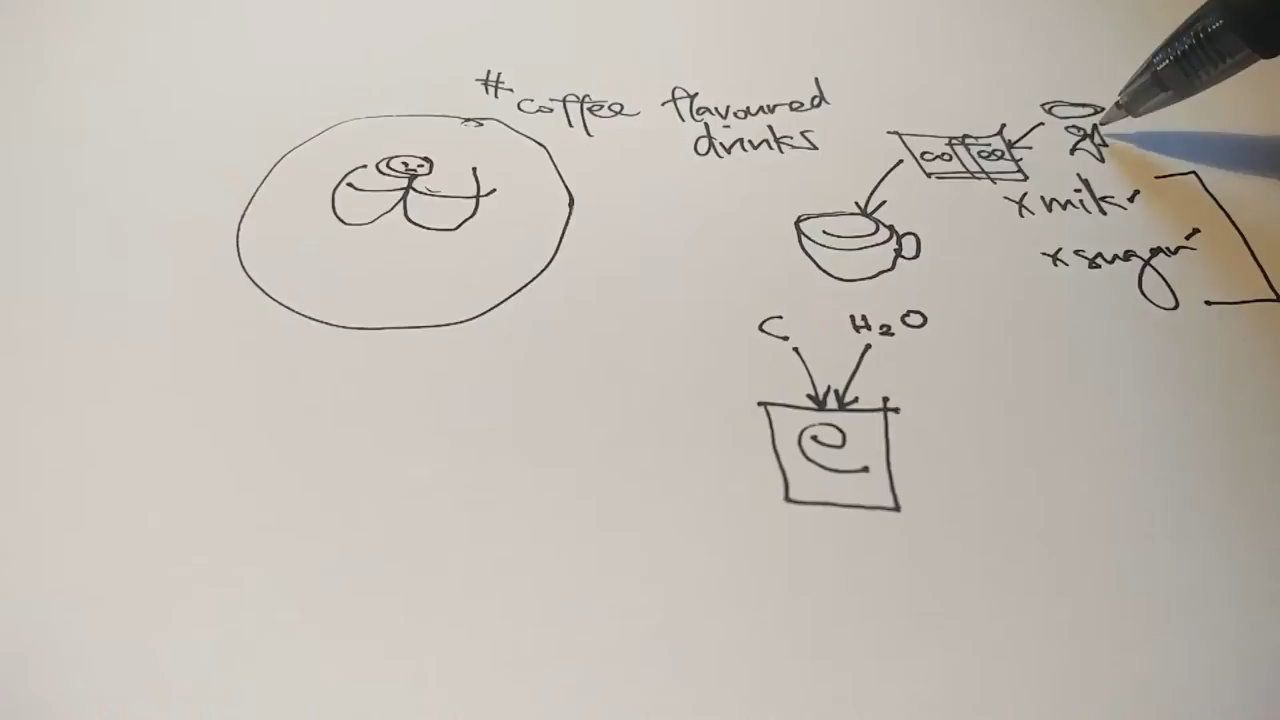 # coffee flavoured
drinks
coffee
x milk
x sugar
C H₂O
e